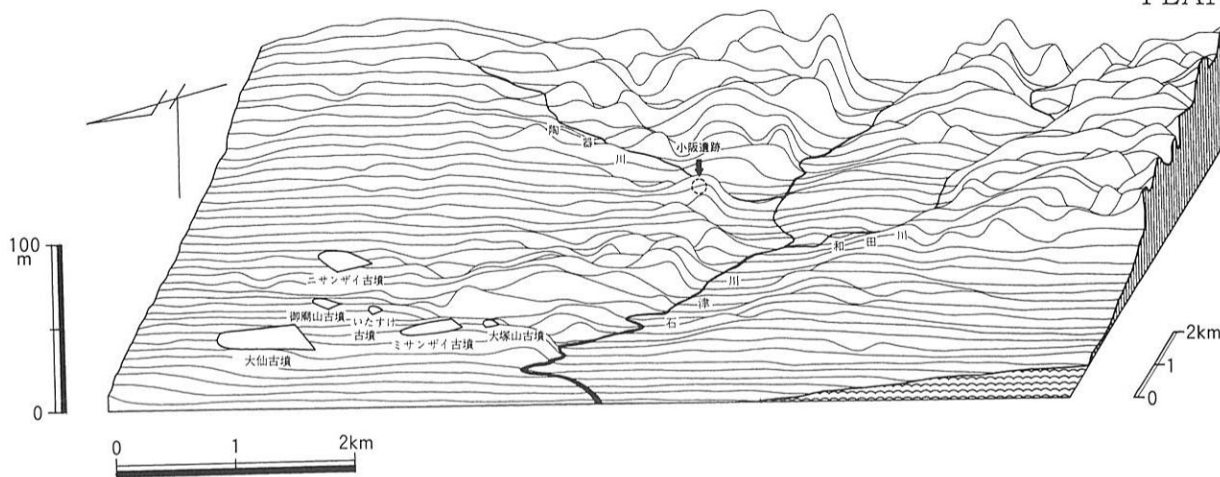 陶器川
小阪遺跡
和田川
石津川
100
m
0
ニサンザイ古墳
御廟山古墳
いたすけ
古墳
ミサンザイ古墳
大塚山古墳
大仙古墳
2km
1
0
0 1 2km